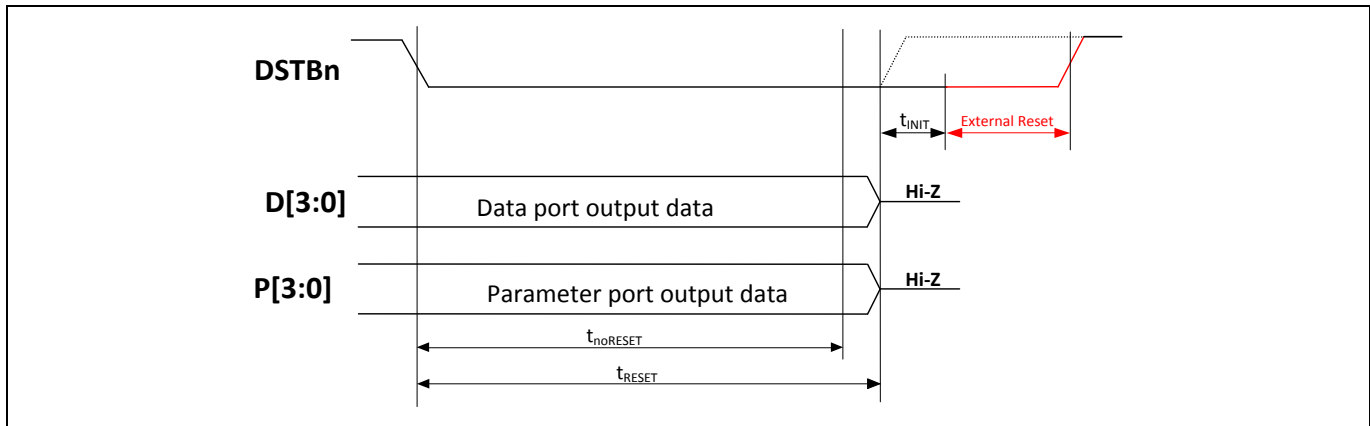 DSTBn
tINIT
External Reset
D[3:0]
Data port output data
Hi-Z
P[3:0]
Parameter port output data
Hi-Z
tnoRESET
tRESET